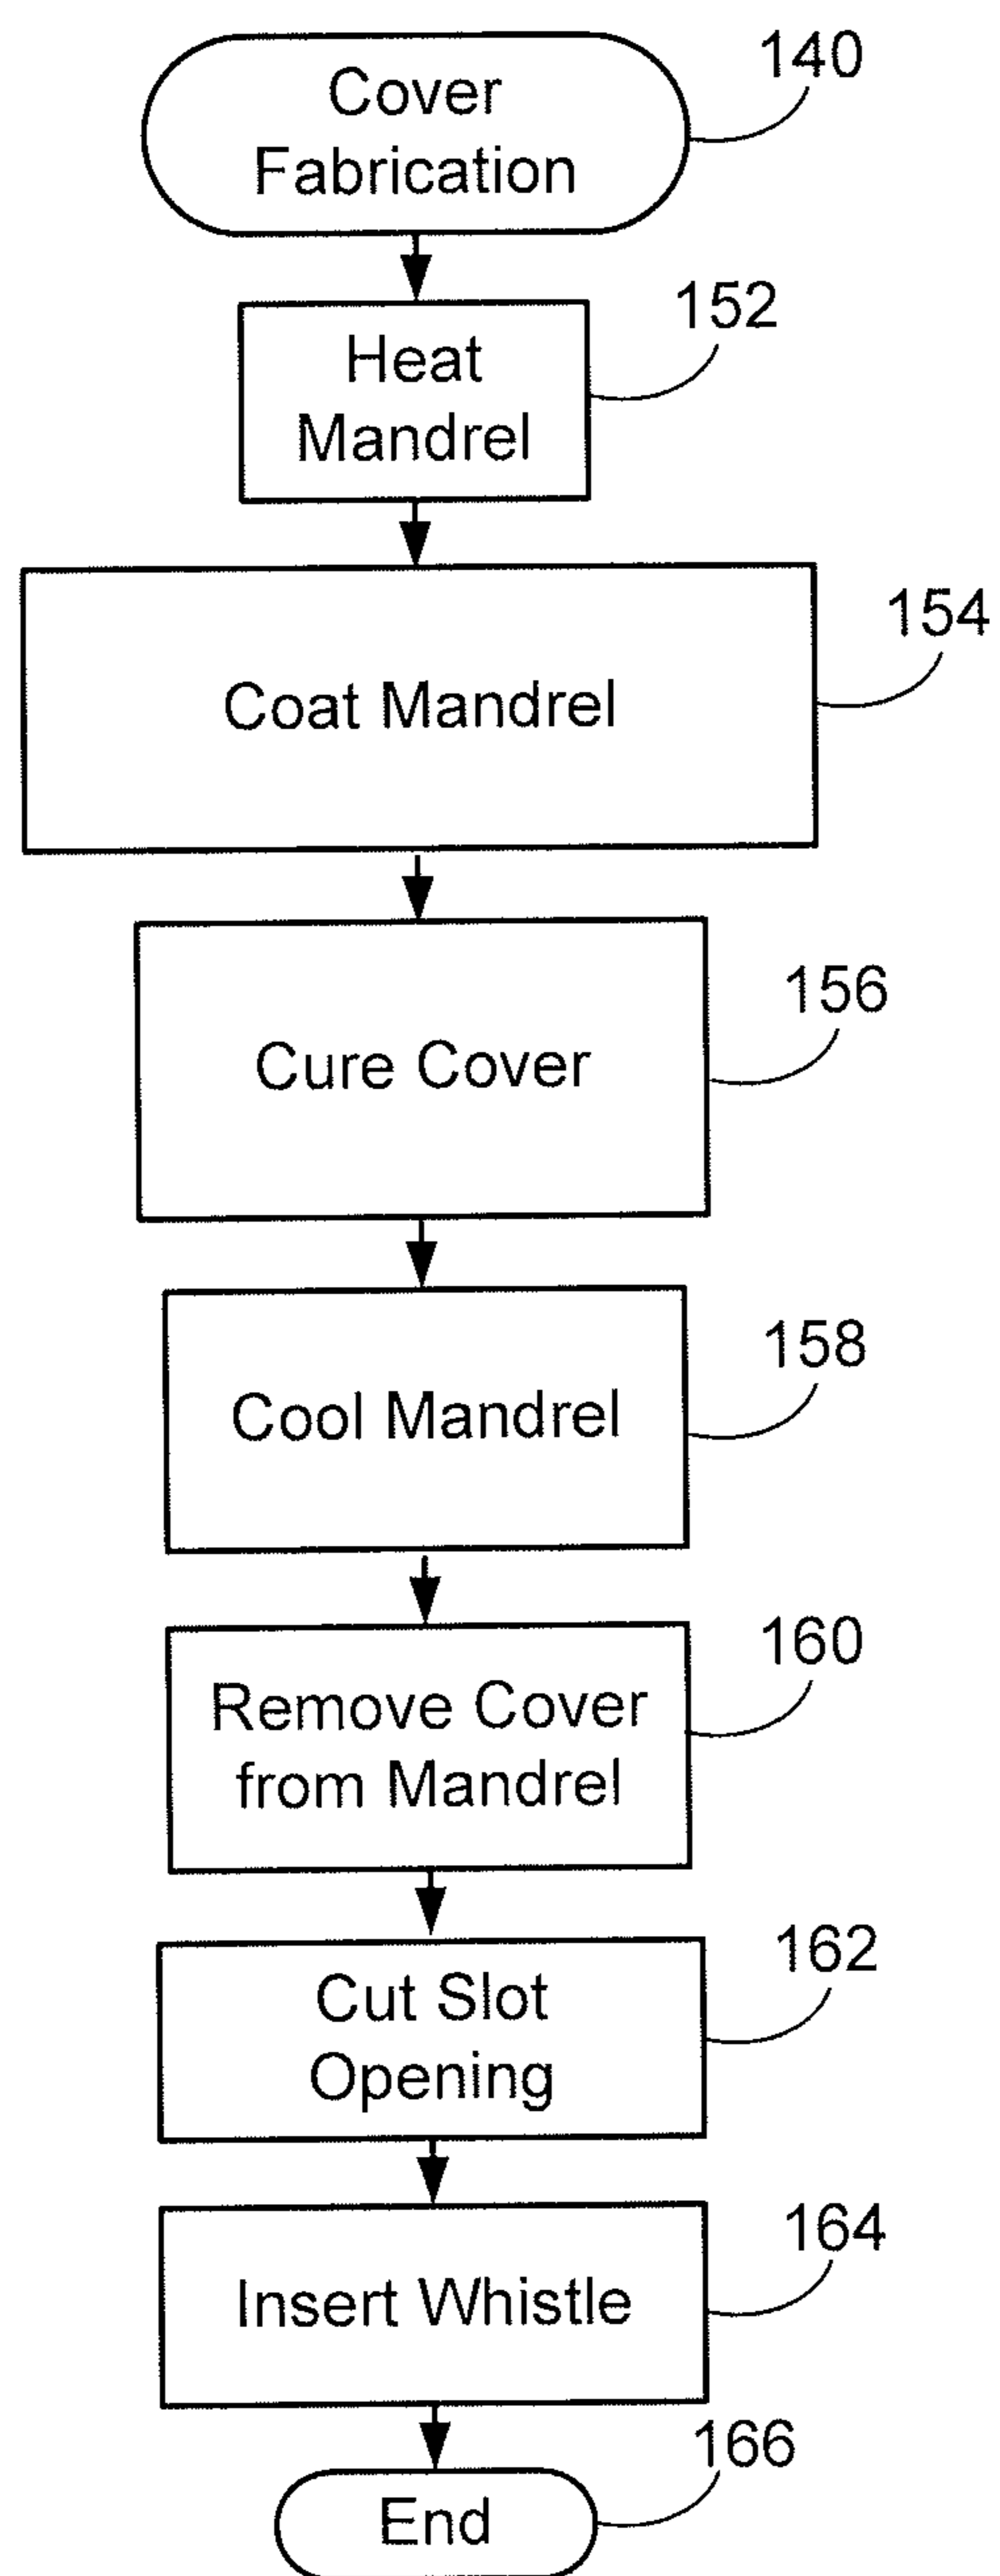 140
Cover
Fabrication
152
Heat
Mandrel
154
Coat Mandrel
156
Cure Cover
158
Cool Mandrel
160
Remove Cover
from Mandrel
162
Cut Slot
Opening
164
Insert Whistle
166
End